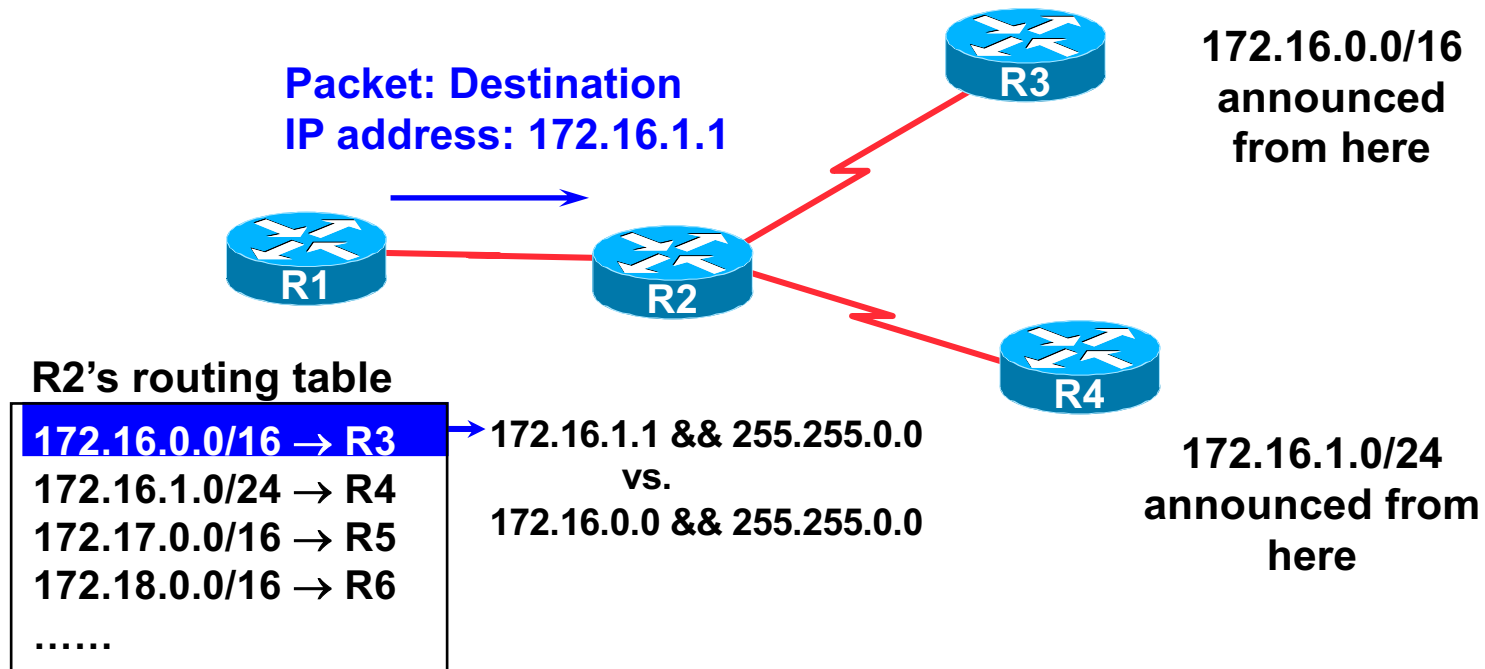 Packet: Destination
IP address: 172.16.1.1
R1
R2
R3
R4
172.16.0.0/16
announced
from here
172.16.1.0/24
announced from
here
R2’s routing table
172.16.0.0/16 → R3
172.16.1.0/24 → R4
172.17.0.0/16 → R5
172.18.0.0/16 → R6
……
172.16.1.1 && 255.255.0.0
vs.
172.16.0.0 && 255.255.0.0